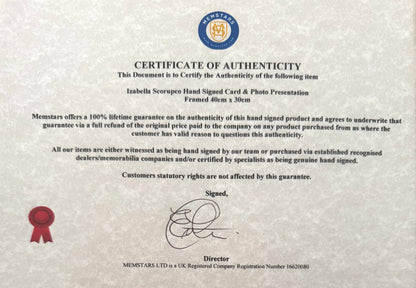 MEMSTARS
CERTIFICATE OF AUTHENTICITY
This Document is to Certify the Authenticity of the following item
Izabella Scorupco Hand Signed Card & Photo Presentation
Framed 40cm x 30cm
Memstars offers a 100% lifetime guarantee on the authenticity of this hand signed product and agrees to underwrite that
guarantee via a full refund of the original price paid to the company on any product purchased from us where the
customer has valid reason to questions this authenticity.
All our items are either witnessed as being hand signed by our team or purchased via established recognised
dealers/memorabilia companies and/or certified by specialists as being genuine hand signed.
Customers statutory rights are not affected by this guarantee.
Signed,
Director
MEMSTARS LTD is a UK Registered Company Registration Number 16620080